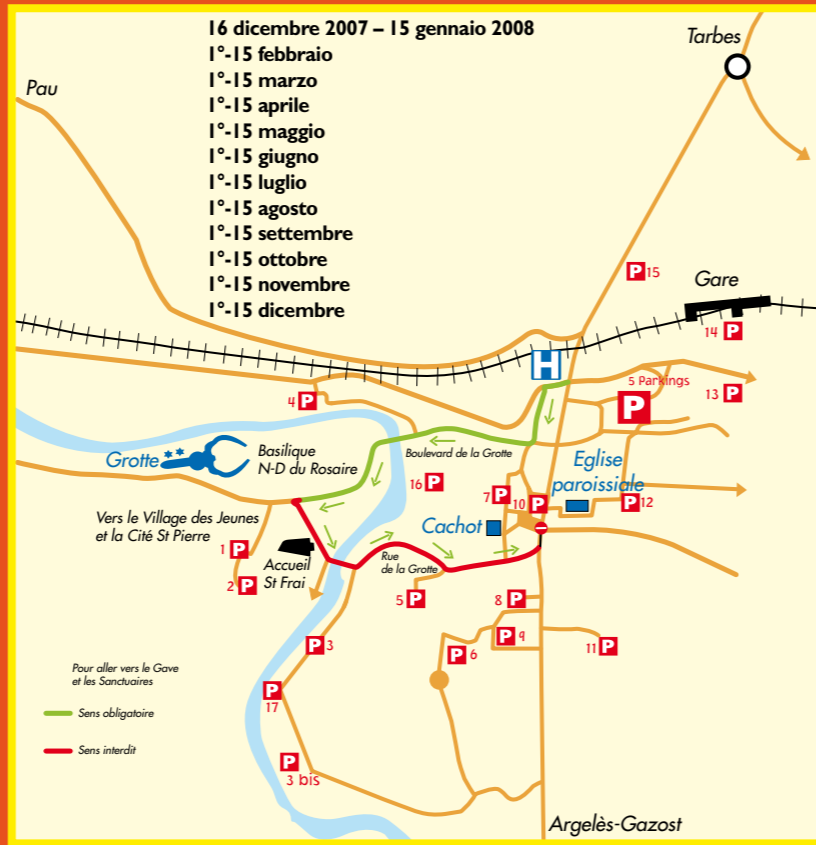 16 dicembre 2007 – 15 gennaio 2008
1°-15 febbraio
1°-15 marzo
1°-15 aprile
1°-15 maggio
1°-15 giugno
1°-15 luglio
1°-15 agosto
1°-15 settembre
1°-15 ottobre
1°-15 novembre
1°-15 dicembre
Tarbes
Pau
P 15
Gare
14 P
H
5 Parkings
P
13 P
4 P
Boulevard de la Grotte
Grotte
Basilique
N-D du Rosaire
16 P
Eglise
paroissiale
7 P
10 P
P 12
Cachot
Vers le Village des Jeunes
et la Cité St Pierre
1 P
2 P
Accueil
St Frai
Rue
de la Grotte
5 P
8 P
P 9
11 P
P 3
P 6
Pour aller vers le Gave
et les Sanctuaires
P
17
Sens obligatoire
Sens interdit
P
3 bis
Argelès-Gazost